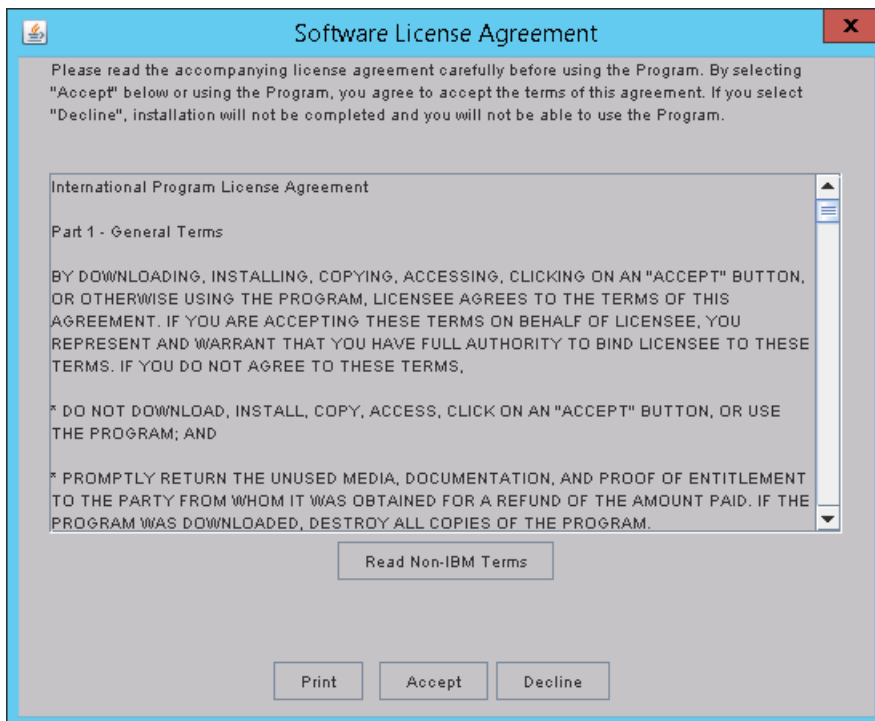 Software License Agreement
X
Please read the accompanying license agreement carefully before using the Program. By selecting
"Accept" below or using the Program, you agree to accept the terms of this agreement. If you select
"Decline", installation will not be completed and you will not be able to use the Program.
International Program License Agreement
Part 1 - General Terms
BY DOWNLOADING, INSTALLING, COPYING, ACCESSING, CLICKING ON AN "ACCEPT" BUTTON,
OR OTHERWISE USING THE PROGRAM, LICENSEE AGREES TO THE TERMS OF THIS
AGREEMENT. IF YOU ARE ACCEPTING THESE TERMS ON BEHALF OF LICENSEE, YOU
REPRESENT AND WARRANT THAT YOU HAVE FULL AUTHORITY TO BIND LICENSEE TO THESE
TERMS. IF YOU DO NOT AGREE TO THESE TERMS,
* DO NOT DOWNLOAD, INSTALL, COPY, ACCESS, CLICK ON AN "ACCEPT" BUTTON, OR USE
THE PROGRAM; AND
* PROMPTLY RETURN THE UNUSED MEDIA, DOCUMENTATION, AND PROOF OF ENTITLEMENT
TO THE PARTY FROM WHOM IT WAS OBTAINED FOR A REFUND OF THE AMOUNT PAID. IF THE
PROGRAM WAS DOWNLOADED, DESTROY ALL COPIES OF THE PROGRAM.
Read Non-IBM Terms
Print Accept Decline